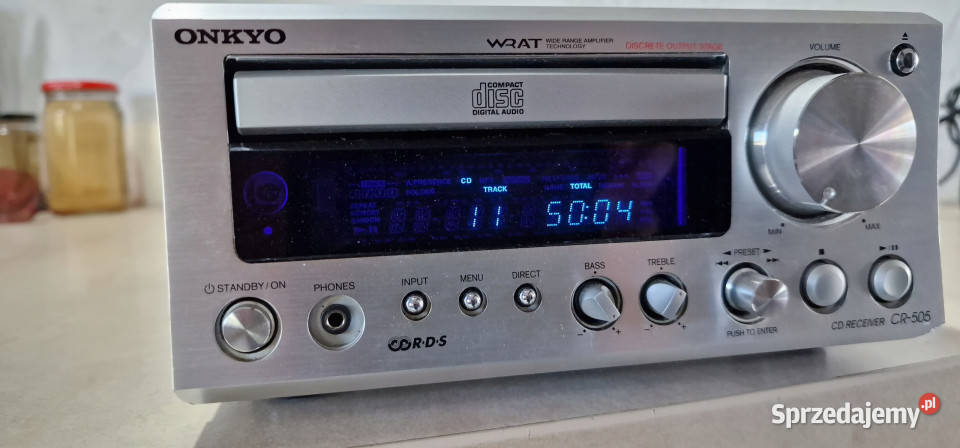 ONKYO
WRAT WIDE RANGE AMPLIFIER
TECHNOLOGY
DISCRETE OUTPUT STAGE
VOLUME
COMPACT
disc
DIGITAL AUDIO
CD
TRACK
TOTAL
11 50:04
MIN
MAX
STANDBY/ON
PHONES
INPUT
MENU
DIRECT
BASS
TREBLE
PRESET
PUSH TO ENTER
R·D·S
CD RECEIVER CR-505
Sprzedajemy.pl